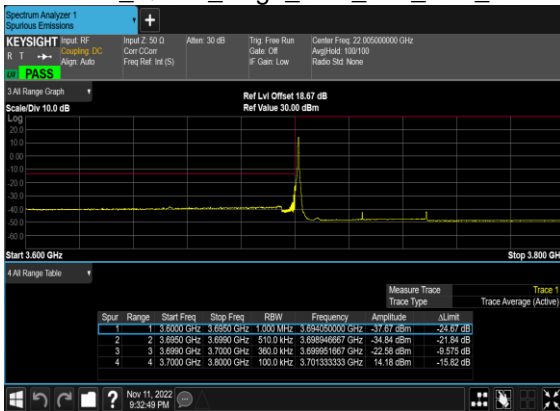 Spectrum Analyzer 1
Spurious Emissions
KEYSIGHT
R T
LXI PASS
Input: RF
Coupling: DC
Align: Auto
Input Z: 50 Ω
Corr CCorr
Freq Ref: Int (S)
Atten: 30 dB
Trig: Free Run
Gate: Off
IF Gain: Low
Center Freq: 22.005000000 GHz
Avg|Hold: 100/100
Radio Std: None
3 All Range Graph
Scale/Div 10.0 dB
Ref Lvl Offset 18.67 dB
Ref Value 30.00 dBm
Log
20.0
10.0
0.00
-10.0
-20.0
-30.0
-40.0
-50.0
-60.0
Start 3.600 GHz
Stop 3.800 GH
4 All Range Table
Measure Trace Trace 1
Trace Type Trace Average (Active)
Spur Range Start Freq Stop Freq RBW Frequency Amplitude ΔLimit
1 1 3.6000 GHz 3.6950 GHz 1.000 MHz 3.694050000 GHz -37.67 dBm -24.67 dB
2 2 3.6950 GHz 3.6990 GHz 510.0 kHz 3.698946667 GHz -34.84 dBm -21.84 dB
3 3 3.6990 GHz 3.7000 GHz 360.0 kHz 3.699951667 GHz -22.58 dBm -9.575 dB
4 4 3.7000 GHz 3.8000 GHz 100.0 kHz 3.701333333 GHz 14.18 dBm -15.82 dB
Nov 11, 2022
9:32:49 PM